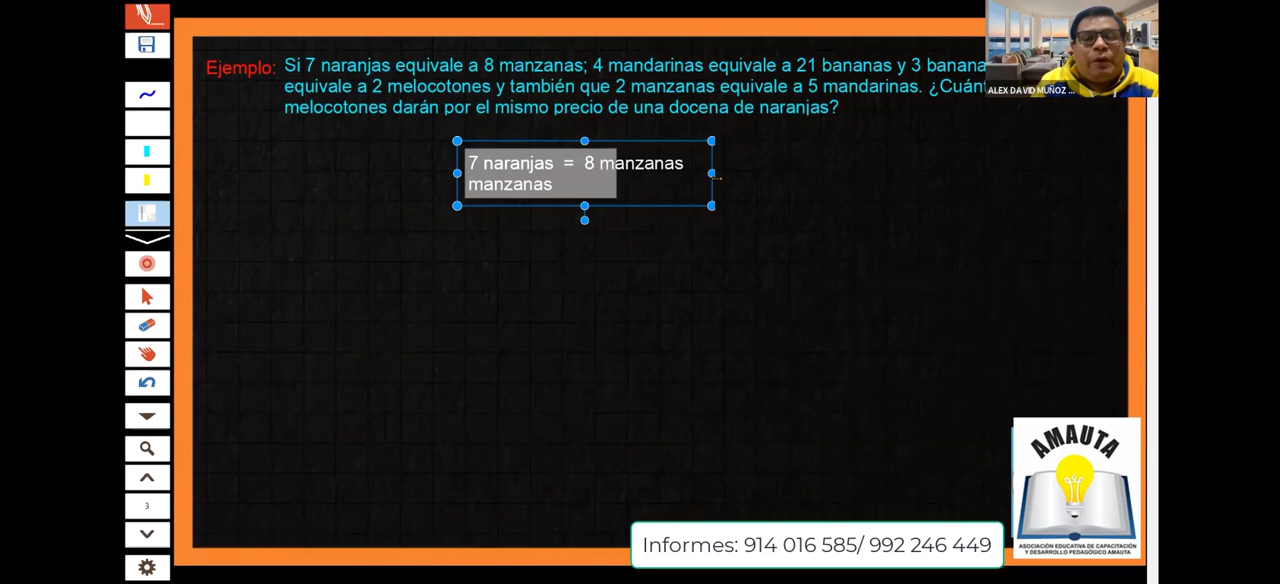 Ejemplo: Si 7 naranjas equivale a 8 manzanas; 4 mandarinas equivale a 21 bananas y 3
equivale a 2 melocotones y también que 2 manzanas equivale a 5 mandarinas.
melocotones darán por el mismo precio de una docena de naranjas?
ALEX DAVID MUÑOZ ...
7 naranjas = 8 manzanas
manzanas
3
AMAUTA
ASOCIACIÓN EDUCATIVA DE CAPACITACIÓN
Y DESARROLLO PEDAGÓGICO AMAUTA
Informes: 914 016 585/ 992 246 449